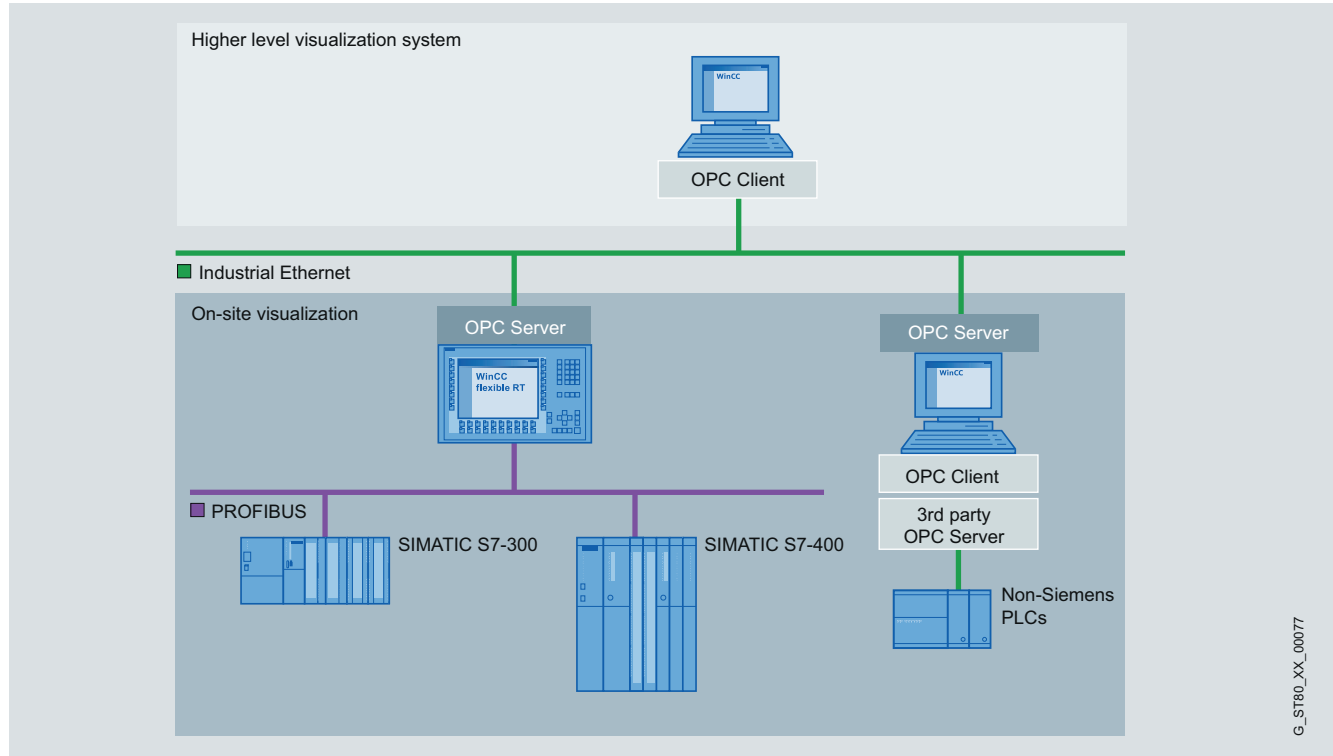 Higher level visualization system
WinCC
OPC Client
Industrial Ethernet
On-site visualization
OPC Server
WinCC
flexible RT
OPC Server
WinCC
OPC Client
3rd party
OPC Server
PROFIBUS
SIMATIC S7-300
SIMATIC S7-400
Non-Siemens
PLCs
G_ST80_XX_00077